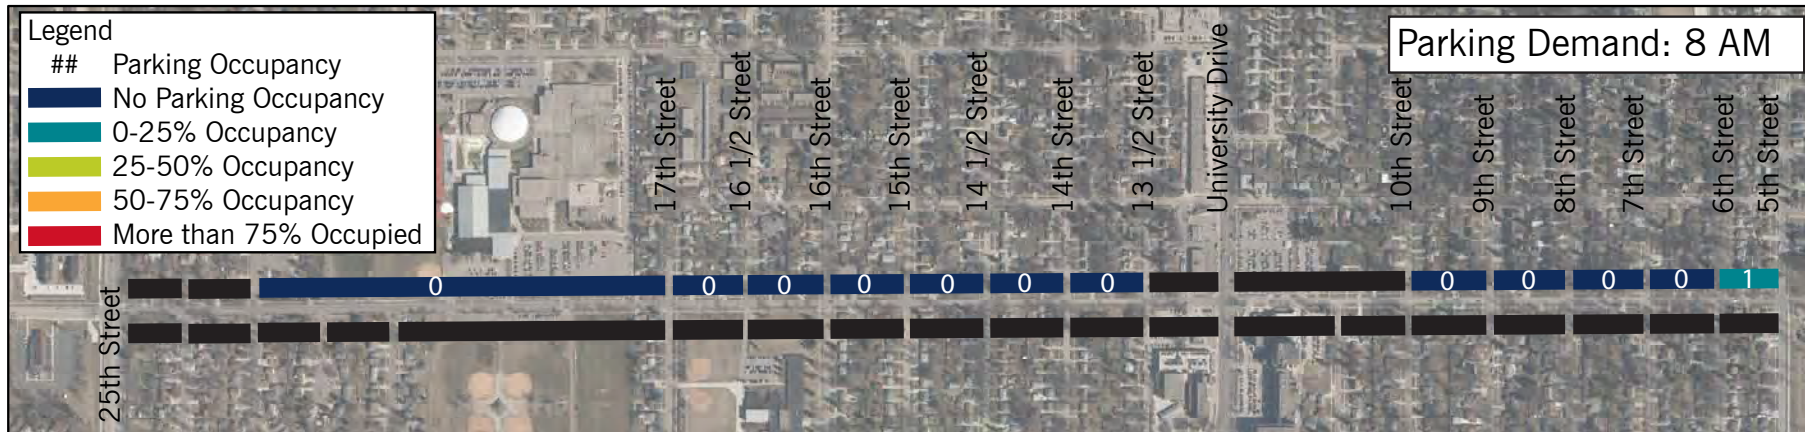 Legend
## Parking Occupancy
No Parking Occupancy
0-25% Occupancy
25-50% Occupancy
50-75% Occupancy
More than 75% Occupied
Parking Demand: 8 AM
25th Street
17th Street
16 1/2 Street
16th Street
15th Street
14 1/2 Street
14th Street
13 1/2 Street
University Drive
10th Street
9th Street
8th Street
7th Street
6th Street
5th Street
0 0 0 0 0 0 0 0 0 0 0 1